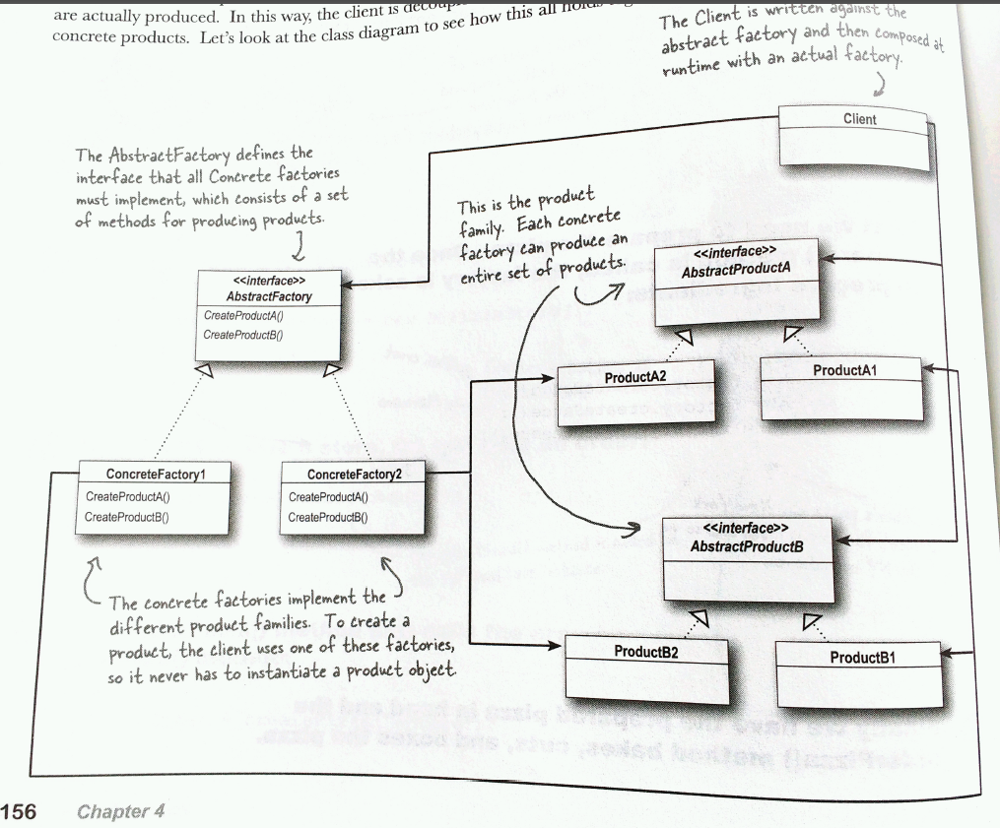 are actually produced. In this way, the client is
concrete products. Let's look at the class diagram to see how this all
The Client is written against the
abstract factory and then composed at
runtime with an actual factory.
Client
The AbstractFactory defines the
interface that all Concrete factories
must implement, which consists of a set
of methods for producing products.
This is the product
family. Each concrete
factory can produce an
entire set of products.
<<interface>>
AbstractFactory
CreateProductA()
CreateProductB()
<<interface>>
AbstractProductA
ProductA2
ProductA1
ConcreteFactory1
CreateProductA()
CreateProductB()
ConcreteFactory2
CreateProductA()
CreateProductB()
<<interface>>
AbstractProductB
ProductB2
ProductB1
The concrete factories implement the
different product families. To create a
product, the client uses one of these factories,
so it never has to instantiate a product object.
156 Chapter 4